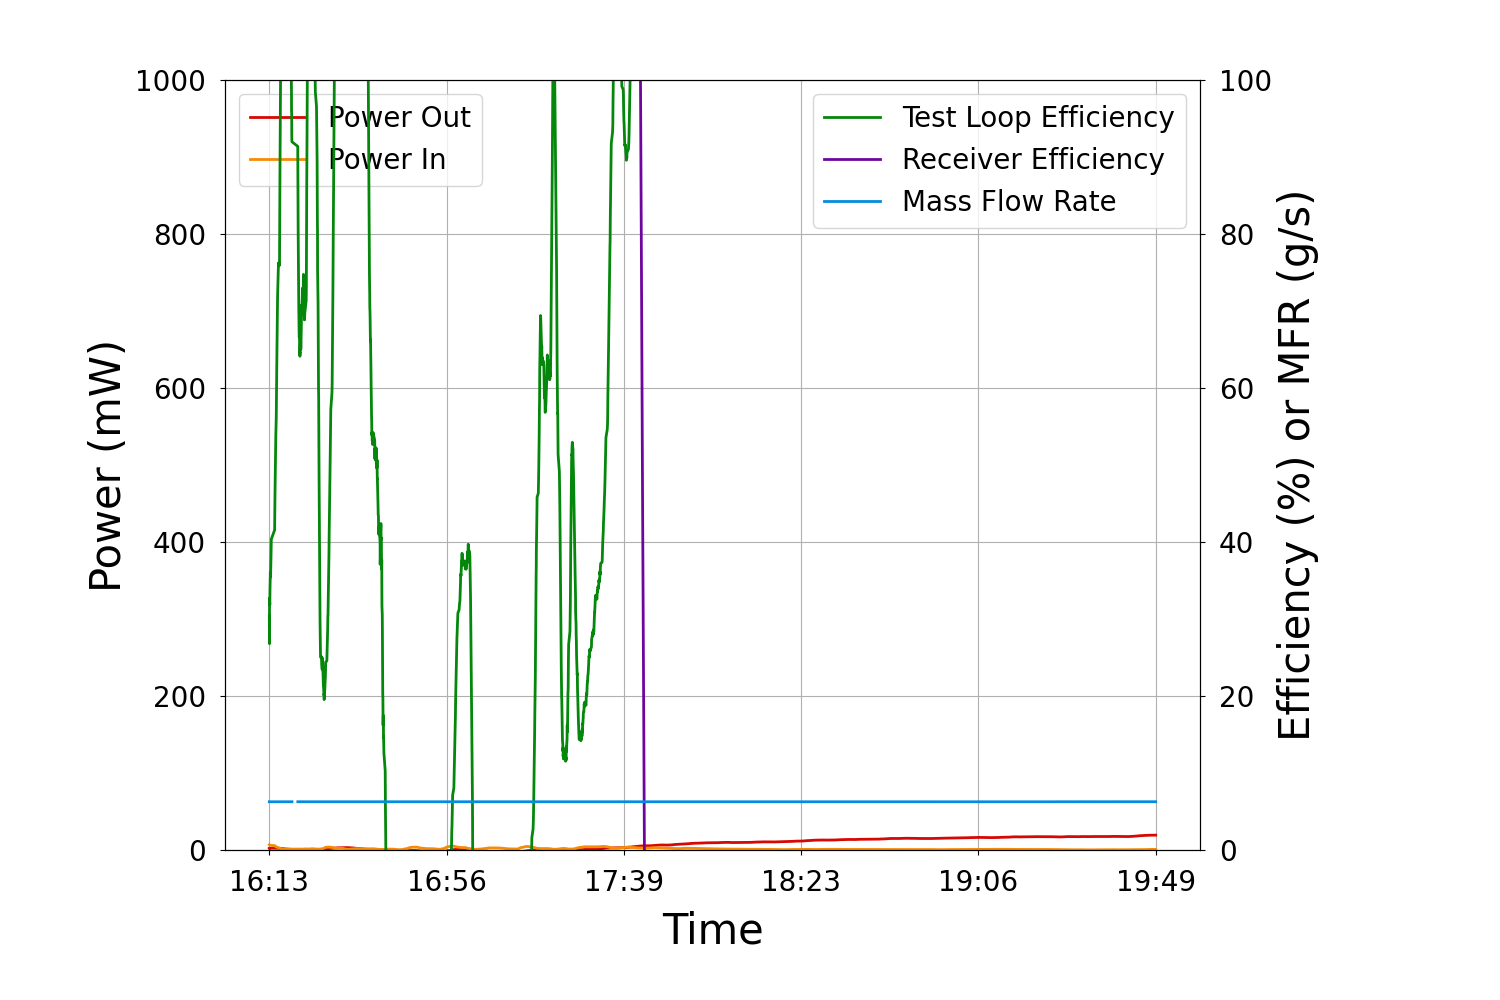 1000
800
600
400
200
0
Power (mW)
Power Out
Power In
Test Loop Efficiency
Receiver Efficiency
Mass Flow Rate
100
80
60
40
20
0
Efficiency (%) or MFR (g/s)
16:13 16:56 17:39 18:23 19:06 19:49
Time